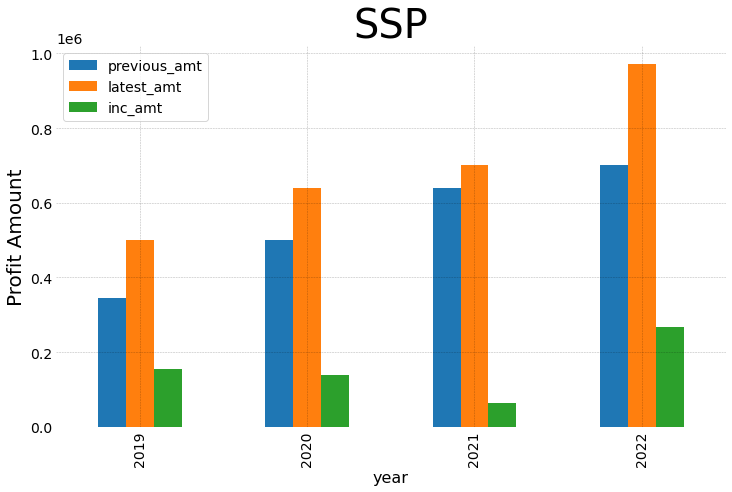 SSP
1e6
1.0
0.8
0.6
0.4
0.2
0.0
Profit Amount
previous_amt
latest_amt
inc_amt
2019
2020
2021
2022
year